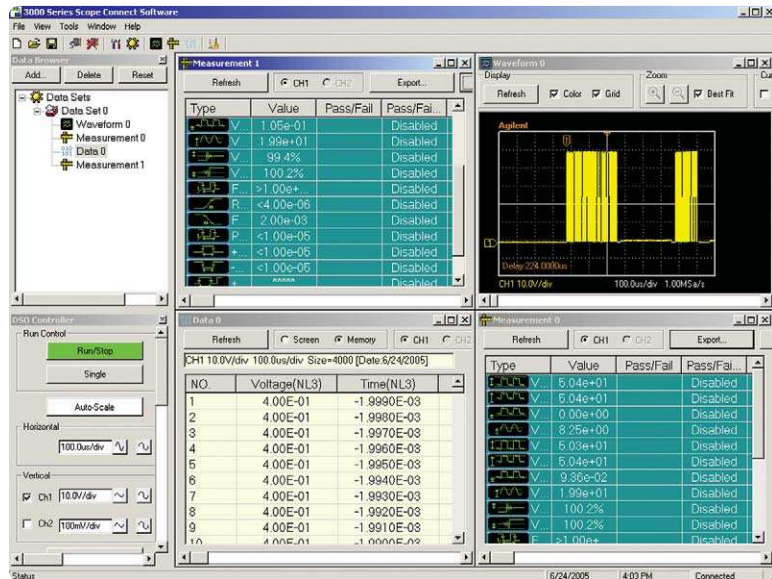 3000 Series Scope Connect Software
File View Tools Window Help
Data Browser
Add... Delete Reset
Data Sets
Data Set 0
Waveform 0
Measurement 0
Data 0
Measurement 1
Measurement 1
Refresh CH1 CH2 Export...
Type Value Pass/Fail Pass/Fai...
V... 1.05e-01 Disabled
V... 1.99e+01 Disabled
V... 99.4% Disabled
V... 100.2% Disabled
F... >1.00e+... Disabled
R... <4.00e-06 Disabled
F 2.00e-03 Disabled
P... <1.00e-05 Disabled
+... <1.00e-05 Disabled
-... <1.00e-05 Disabled
+ ***** Disabled
Waveform 0
Display Zoom Cu
Refresh Color Grid Best Fit
Agilent
Delay:224.0000us
CH1 10.0V/div 100.0us/div 1.00MSa/s
DSO Controller
Run Control
Run/Stop
Single
Auto-Scale
Horizontal
100.0us/div
Vertical
Ch1 10.0V/div
Ch2 100mV/div
Data 0
Refresh Screen Memory CH1 CH2
CH1 10.0V/div 100.0us/div Size=4000 [Date:6/24/2005]
NO. Voltage(NL3) Time(NL3)
1 4.00E-01 -1.9990E-03
2 4.00E-01 -1.9980E-03
3 4.00E-01 -1.9970E-03
4 4.00E-01 -1.9960E-03
5 4.00E-01 -1.9950E-03
6 4.00E-01 -1.9940E-03
7 4.00E-01 -1.9930E-03
8 4.00E-01 -1.9920E-03
9 4.00E-01 -1.9910E-03
10 4.00E-01 -1.9900E-03
Measurement 0
Refresh CH1 CH2 Export...
Type Value Pass/Fail Pass/Fai...
V... 5.04e+01 Disabled
V... 5.04e+01 Disabled
V... 0.00e+00 Disabled
V... 8.25e+00 Disabled
V... 5.03e+01 Disabled
V... 5.04e+01 Disabled
V... 9.36e-02 Disabled
V... 1.99e+01 Disabled
V... 100.2% Disabled
V... 100.2% Disabled
F >1.00e+ Disabled
Status 6/24/2005 4:03 PM Connected